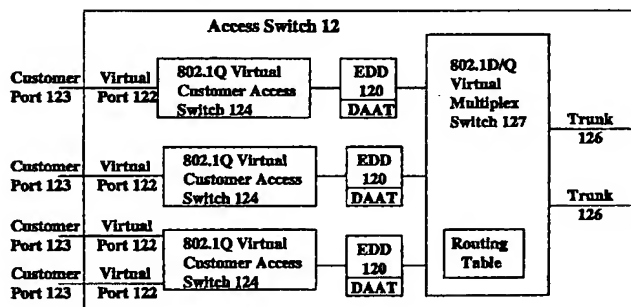 Access Switch 12
Customer
Port 123
Virtual
Port 122
802.1Q Virtual
Customer Access
Switch 124
EDD
120
DAAT
802.1D/Q
Virtual
Multiplex
Switch 127
Trunk
126
Customer
Port 123
Virtual
Port 122
802.1Q Virtual
Customer Access
Switch 124
EDD
120
DAAT
Trunk
126
Customer
Port 123
Virtual
Port 122
802.1Q Virtual
Customer Access
Switch 124
EDD
120
DAAT
Routing
Table
Customer
Port 123
Virtual
Port 122